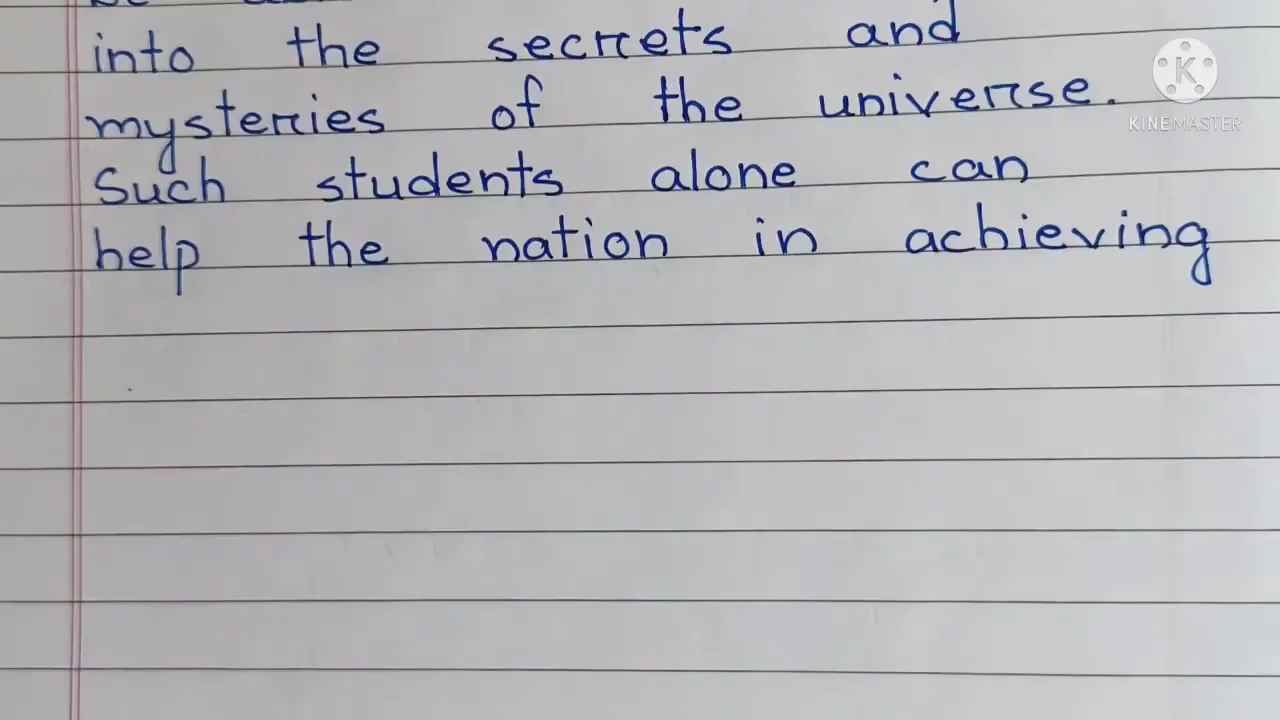 into the secrets and
mysteries of the universe.
Such students alone can
help the nation in achieving
K
KINEMASTER